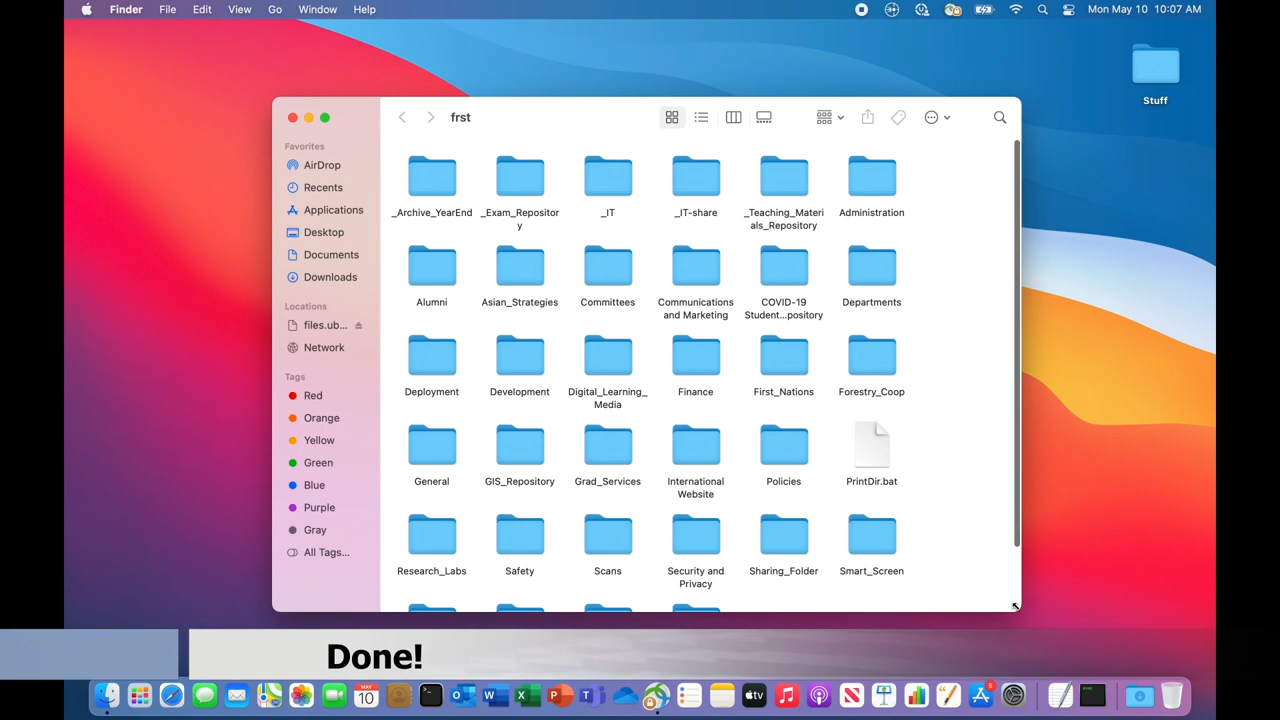 Finder File Edit View Go Window Help Mon May 10 10:07 AM
Stuff
frst
Favorites
AirDrop
Recents
Applications
Desktop
Documents
Downloads
Locations
files.ub...
Network
Tags
Red
Orange
Yellow
Green
Blue
Purple
Gray
All Tags...
_Archive_YearEnd _Exam_Repositor _IT _IT-share _Teaching_Materi Administration
y als_Repository
Alumni Asian_Strategies Committees Communications COVID-19 Departments
and Marketing Student...pository
Deployment Development Digital_Learning_ Finance First_Nations Forestry_Coop
Media
General GIS_Repository Grad_Services International Policies PrintDir.bat
Website
Research_Labs Safety Scans Security and Sharing_Folder Smart_Screen
Privacy
Done!
MAY
10
tv